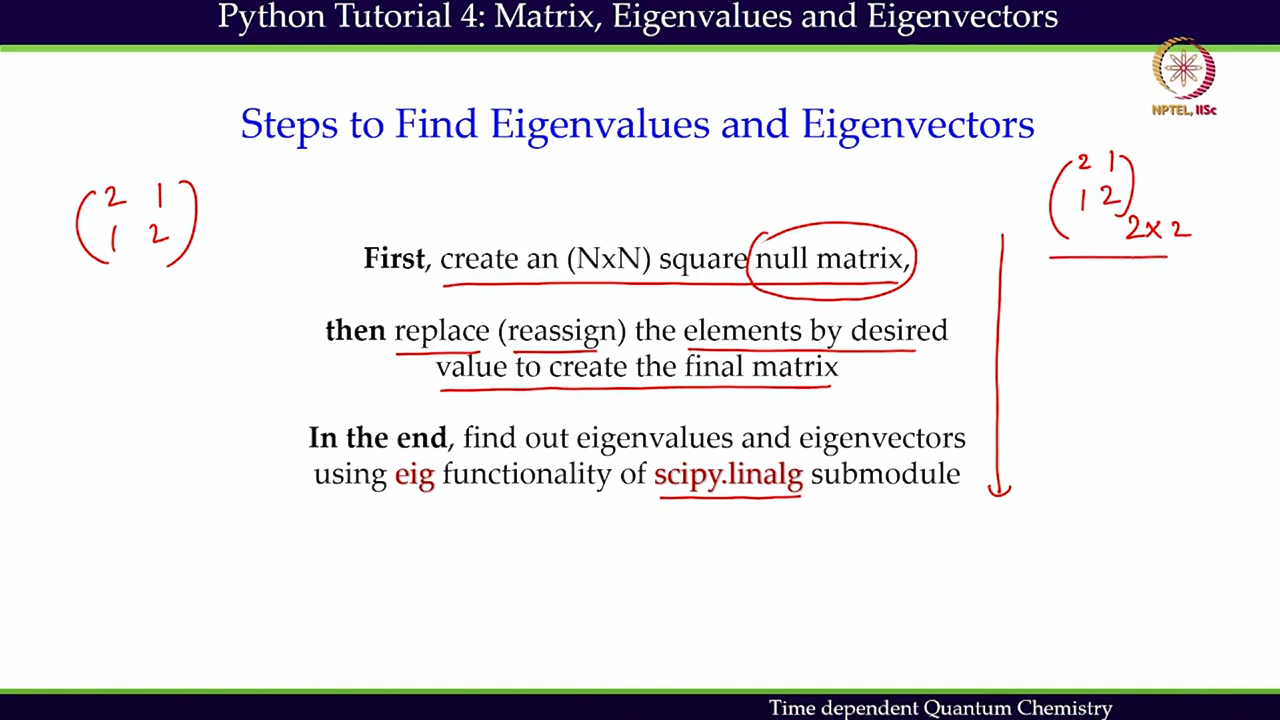 Python Tutorial 4: Matrix, Eigenvalues and Eigenvectors
NPTEL, IISc
Steps to Find Eigenvalues and Eigenvectors
2 1
1 2
2 1
1 2
2x2
First, create an (NxN) square null matrix,
then replace (reassign) the elements by desired
value to create the final matrix
In the end, find out eigenvalues and eigenvectors
using eig functionality of scipy.linalg submodule
Time dependent Quantum Chemistry